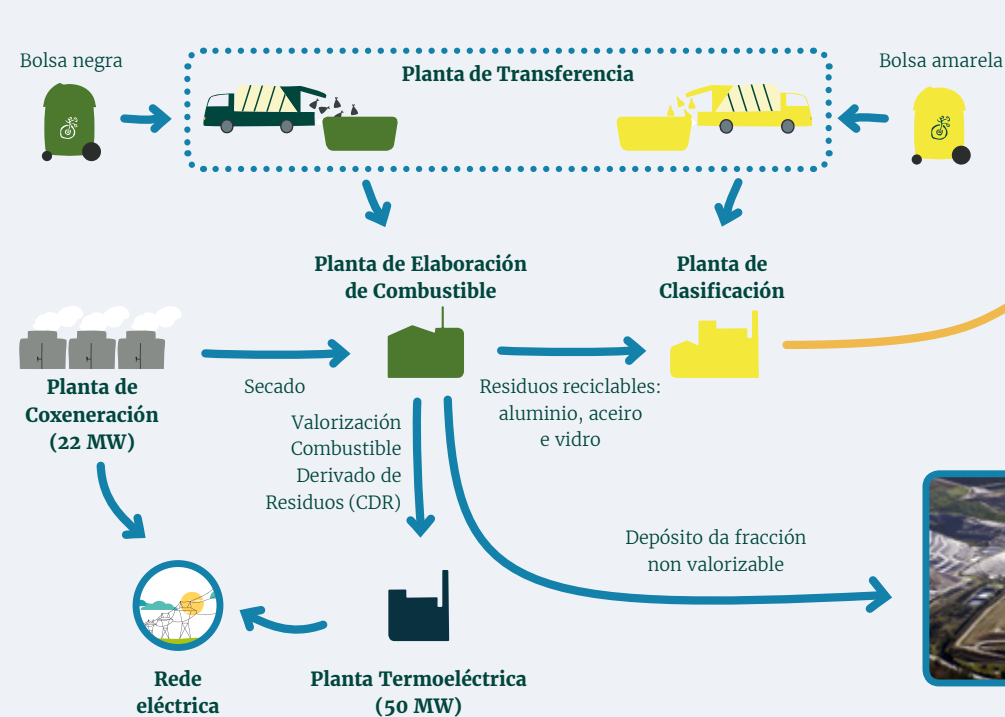 Bolsa negra
Planta de Transferencia
Bolsa amarela
Planta de Elaboración
de Combustible
Planta de
Clasificación
Planta de
Coxeneración
(22 MW)
Secado
Valorización
Combustible
Derivado de
Residuos (CDR)
Residuos reciclables:
aluminio, aceiro
e vidro
Depósito da fracción
non valorizable
Rede
eléctrica
Planta Termoeléctrica
(50 MW)